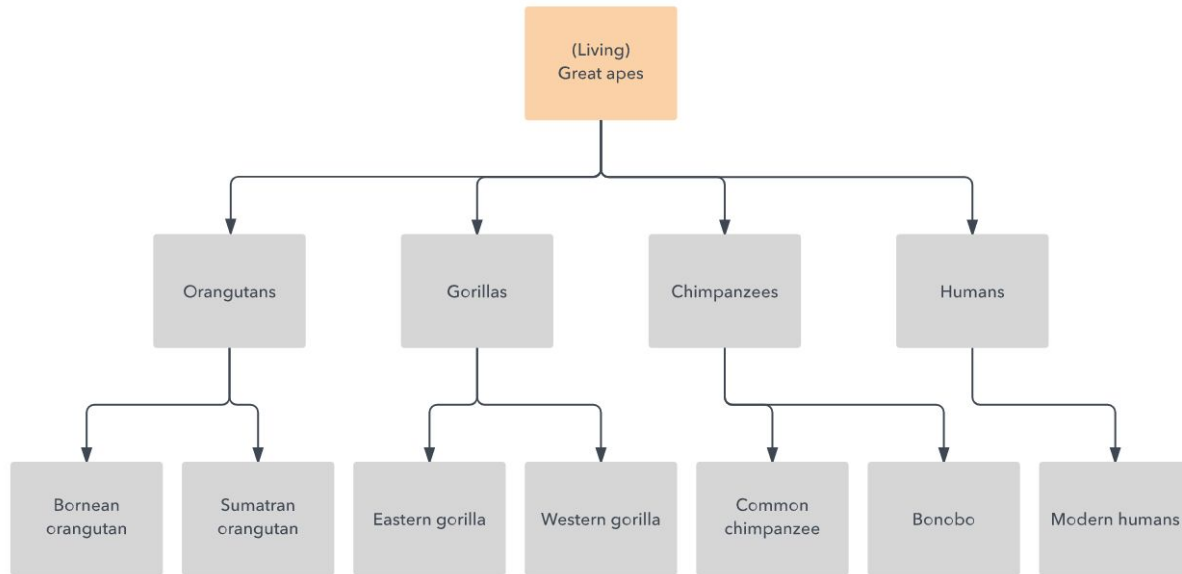 (Living)
Great apes
Orangutans
Gorillas
Chimpanzees
Humans
Bornean
orangutan
Sumatran
orangutan
Eastern gorilla
Western gorilla
Common
chimpanzee
Bonobo
Modern humans